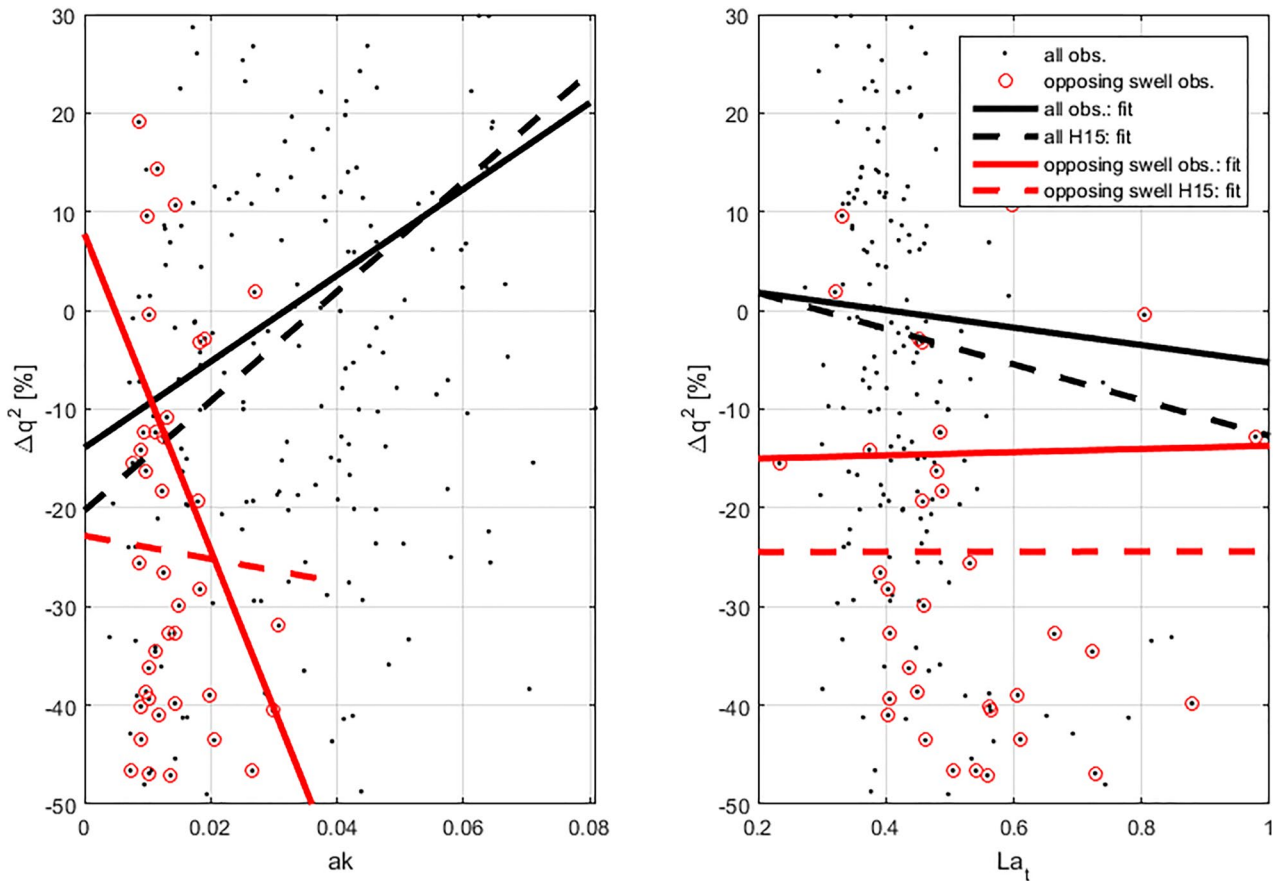 30
20
10
0
-10
-20
-30
-40
-50
Δq² [%]
0
0.02
0.04
0.06
0.08
ak
30
20
10
0
-10
-20
-30
-40
-50
Δq² [%]
0.2
0.4
0.6
0.8
1
La_t
all obs.
opposing swell obs.
all obs.: fit
all H15: fit
opposing swell obs.: fit
opposing swell H15: fit